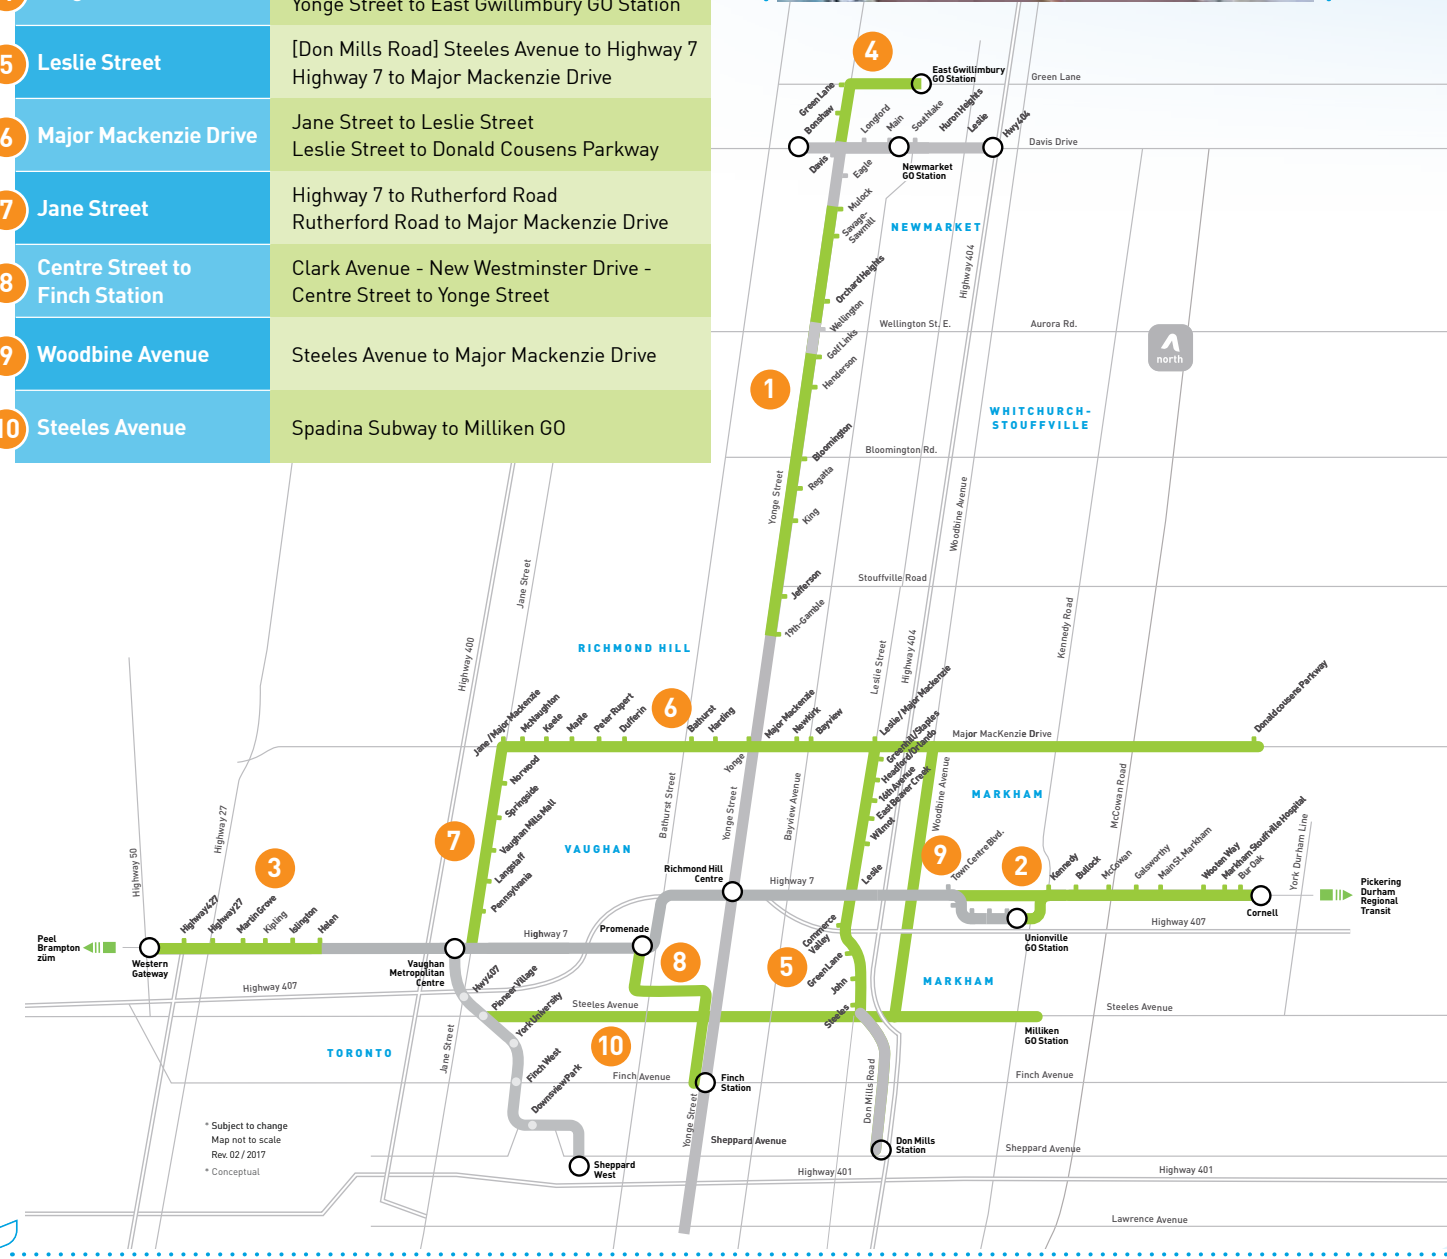 Yonge Street to East Gwillimbury GO Station
5 Leslie Street
[Don Mills Road] Steeles Avenue to Highway 7
Highway 7 to Major Mackenzie Drive
6 Major Mackenzie Drive
Jane Street to Leslie Street
Leslie Street to Donald Cousens Parkway
7 Jane Street
Highway 7 to Rutherford Road
Rutherford Road to Major Mackenzie Drive
8 Centre Street to
Finch Station
Clark Avenue - New Westminster Drive -
Centre Street to Yonge Street
9 Woodbine Avenue
Steeles Avenue to Major Mackenzie Drive
10 Steeles Avenue
Spadina Subway to Milliken GO
4
East Gwillimbury
GO Station
Green Lane
Green Lane
Bonshaw
Longford
Main
Southlake
Huron Heights
Leslie
Hwy 404
Davis Drive
Davis
Eagle
Newmarket
GO Station
Mulock
Savage-
Sawmill
NEWMARKET
Highway 404
Orchard Heights
Wellington
Wellington St. E.
Aurora Rd.
Golf Links
Henderson
north
1
WHITCHURCH-
STOUFFVILLE
Bloomington
Bloomington Rd.
Regatta
King
Yonge Street
Woodbine Avenue
Jefferson
Stouffville Road
19th-Gamble
Jane Street
Highway 400
Kennedy Road
RICHMOND HILL
Leslie Street
Highway 404
6
Jane / Major Mackenzie
McNaughton
Keele
Maple
Peter Rupert
Dufferin
Bathurst
Harding
Major Mackenzie
Newkirk
Bayview
Leslie / Major Mackenzie
Donald cousens Parkway
Major MacKenzie Drive
Yonge
Greenhill/Staples
Headford/Orlando
16th Avenue
East Beaver Creek
Wilmot
Leslie
Norwood
Springside
Vaughan Mills Mall
Langstaff
Pennsylvania
7
VAUGHAN
Bathurst Street
Yonge Street
Bayview Avenue
Woodbine Avenue
MARKHAM
McCowan Road
York Durham Line
Highway 50
Highway 27
3
9
2
Town Centre Blvd.
Kennedy
Bullock
McCowan
Galsworthy
Main St. Markham
Wooten Way
Markham Stouffville Hospital
Bur Oak
Richmond Hill
Centre
Highway 7
Cornell
Pickering
Durham
Regional
Transit
Highway 407
Unionville
GO Station
Highway 427
Highway 27
Martin Grove
Kipling
Islington
Helen
Peel
Brampton
züm
Western
Gateway
Highway 7
Promenade
Vaughan
Metropolitan
Centre
8
5
Commerce
Valley
Green Lane
John
Steeles
MARKHAM
Highway 407
Hwy 407
Pioneer Village
York University
Steeles Avenue
Steeles Avenue
Milliken
GO Station
10
TORONTO
Jane Street
Finch West
Downsview Park
Finch Avenue
Finch
Station
Finch Avenue
Don Mills Road
Yonge Street
Sheppard Avenue
Don Mills
Station
Sheppard Avenue
Sheppard
West
Highway 401
Highway 401
Lawrence Avenue
* Subject to change
Map not to scale
Rev. 02 / 2017
* Conceptual